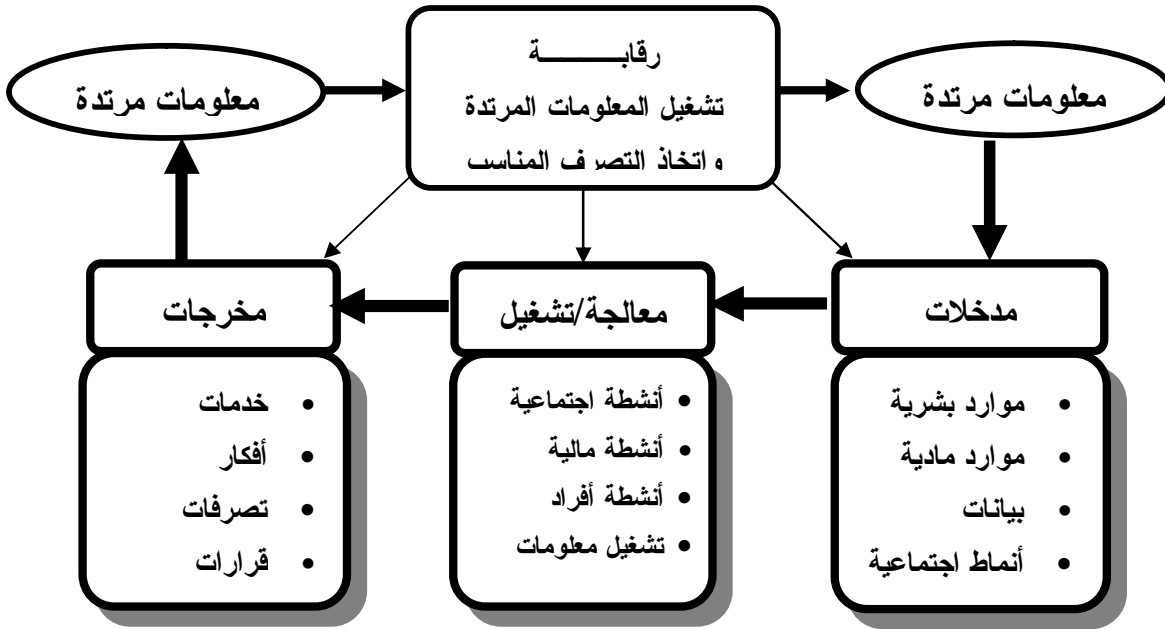 معلومات مرتدة
رقابـــــــــة
تشغيل المعلومات المرتدة
و اتخاذ التصرف المناسب
معلومات مرتدة
مدخلات
معالجة/تشغيل
مخرجات
• موارد بشرية
• موارد مادية
• بيانات
• أنماط اجتماعية
• أنشطة اجتماعية
• أنشطة مالية
• أنشطة أفراد
• تشغيل معلومات
• خدمات
• أفكار
• تصرفات
• قرارات